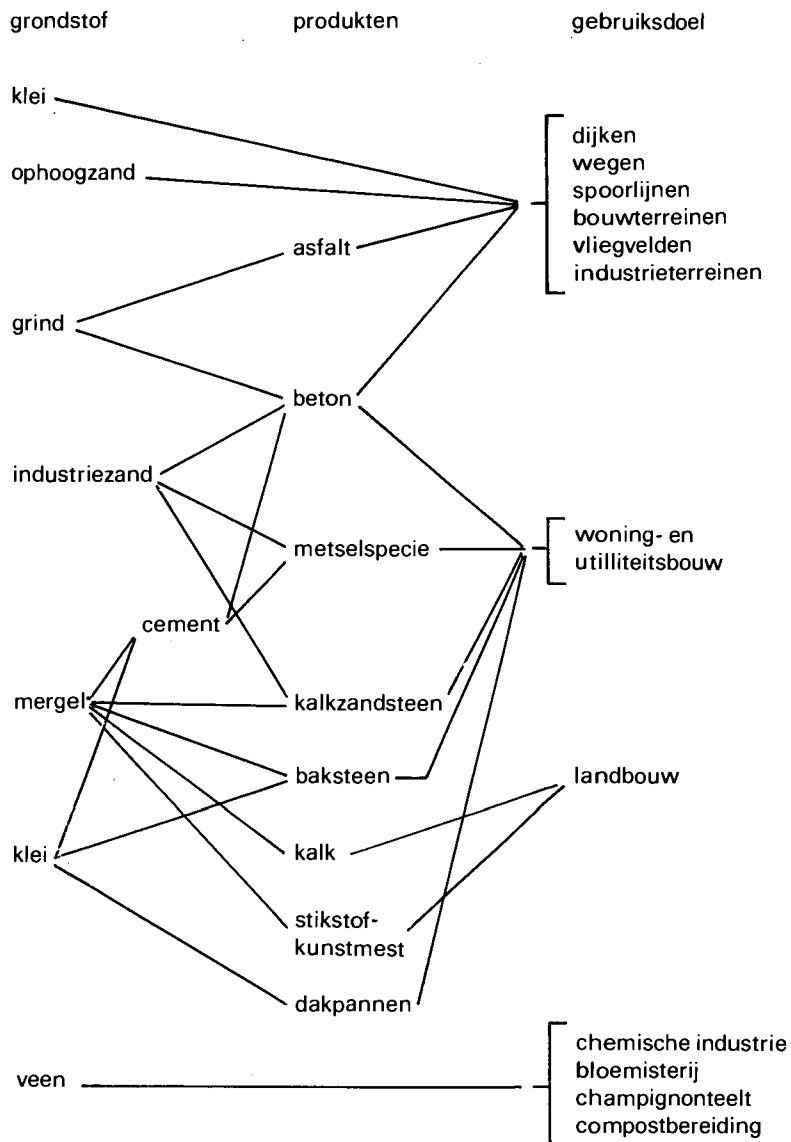 grondstof
produkten
gebruiksdoel
klei
ophoogzand
grind
industriezand
cement
mergel
klei
veen
asfalt
beton
metselspecie
kalkzandsteen
baksteen
kalk
stikstof-
kunstmest
dakpannen
dijken
wegen
spoorlijnen
bouwterreinen
vliegvelden
industrieterreinen
woning- en
utilliteitsbouw
landbouw
chemische industrie
bloemisterij
champignonteelt
compostbereiding